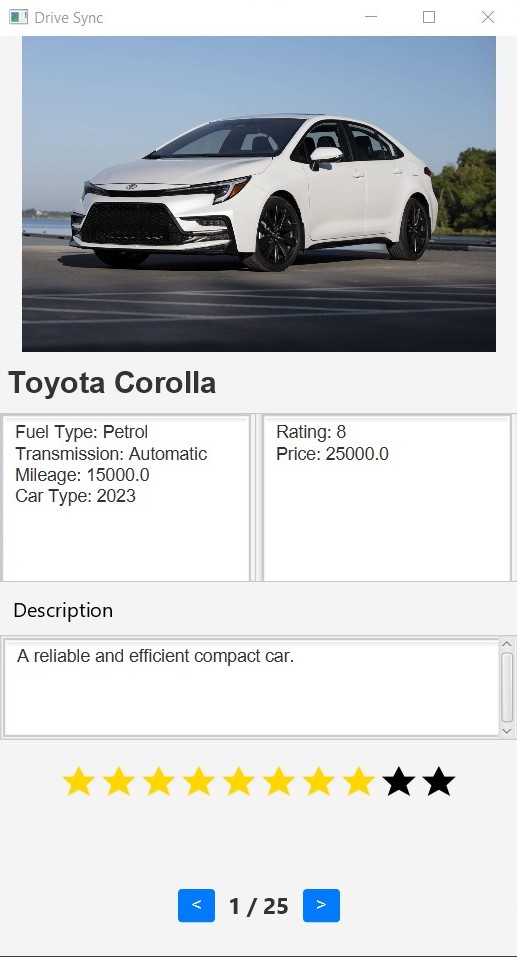 Drive Sync
Toyota Corolla
Fuel Type: Petrol
Transmission: Automatic
Mileage: 15000.0
Car Type: 2023
Rating: 8
Price: 25000.0
Description
A reliable and efficient compact car.
< 1 / 25 >